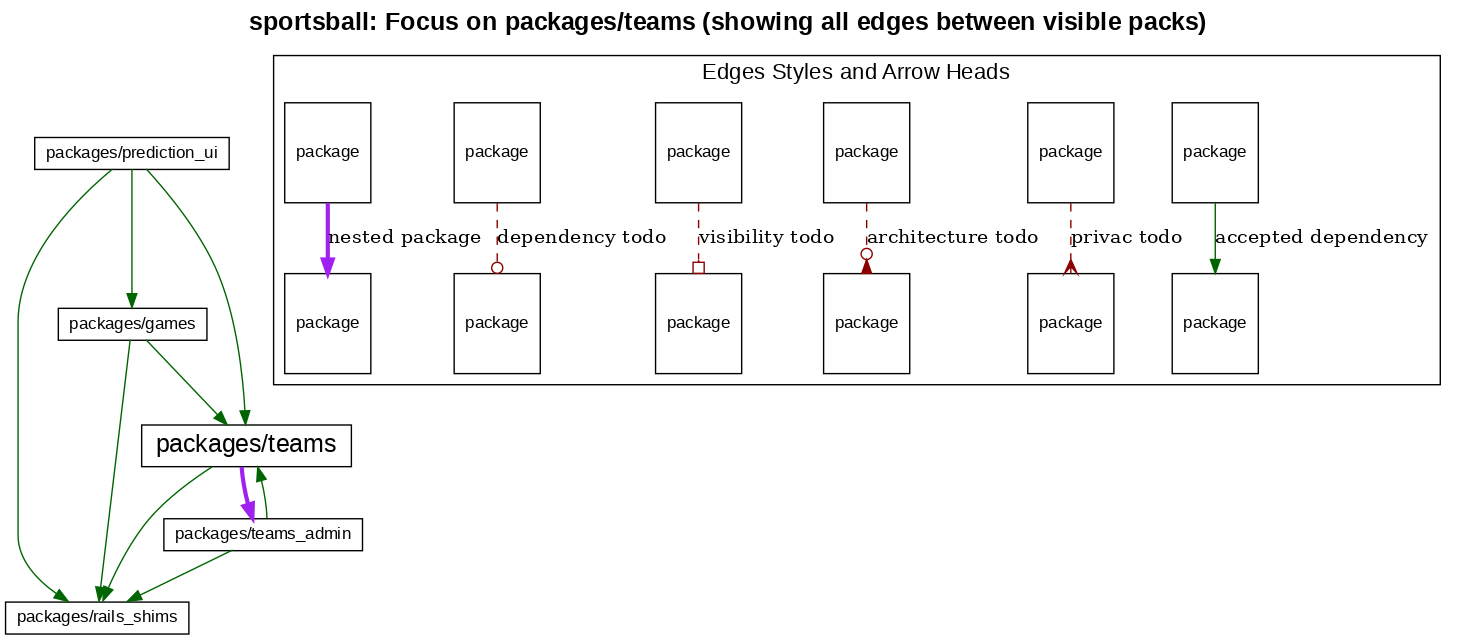 sportsball: Focus on packages/teams (showing all edges between visible packs)
Edges Styles and Arrow Heads
package
package
package
package
package
package
packages/prediction_ui
nested package
dependency todo
visibility todo
architecture todo
privac todo
accepted dependency
package
package
package
package
package
package
packages/games
packages/teams
packages/teams_admin
packages/rails_shims